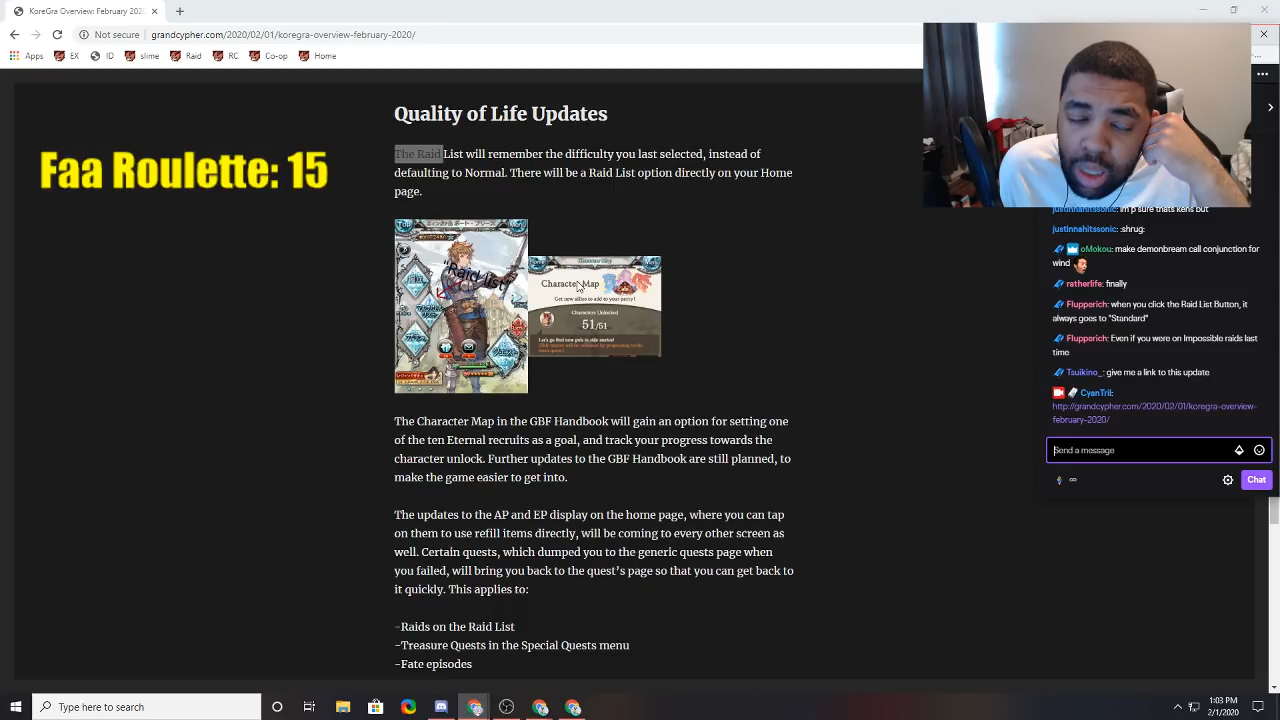 KoreGra Overview: February 2020
Not secure
grandcypher.com/2020/02/01/koregra-overview-february-2020/
Apps
EX
ID
slime
Raid
RC
Co-op
Home
Faa Roulette: 15
Quality of Life Updates
The Raid List will remember the difficulty you last selected, instead of
defaulting to Normal. There will be a Raid List option directly on your Home
page.
"Raid list"
Character Map
Character Map
Get new allies to add to your party!
Characters Unlocked
51/51
The Character Map in the GBF Handbook will gain an option for setting one
of the ten Eternal recruits as a goal, and track your progress towards the
character unlock. Further updates to the GBF Handbook are still planned, to
make the game easier to get into.
The updates to the AP and EP display on the home page, where you can tap
on them to use refill items directly, will be coming to every other screen as
well. Certain quests, which dumped you to the generic quests page when
you failed, will bring you back to the quest's page so that you can get back to
it quickly. This applies to:
-Raids on the Raid List
-Treasure Quests in the Special Quests menu
-Fate episodes
justinnahitssonic: im p sure thats kens but
justinnahitssonic: :shrug:
oMokou: make demonbream call conjunction for
wind
ratherlife: finally
Flupperich: when you click the Raid List Button, it
always goes to "Standard"
Flupperich: Even if you were on Impossible raids last
time
Tsuikino_: give me a link to this update
CyanTril:
http://grandcypher.com/2020/02/01/koregra-overview-
february-2020/
Send a message
Chat
Type here to search
1:03 PM
2/1/2020